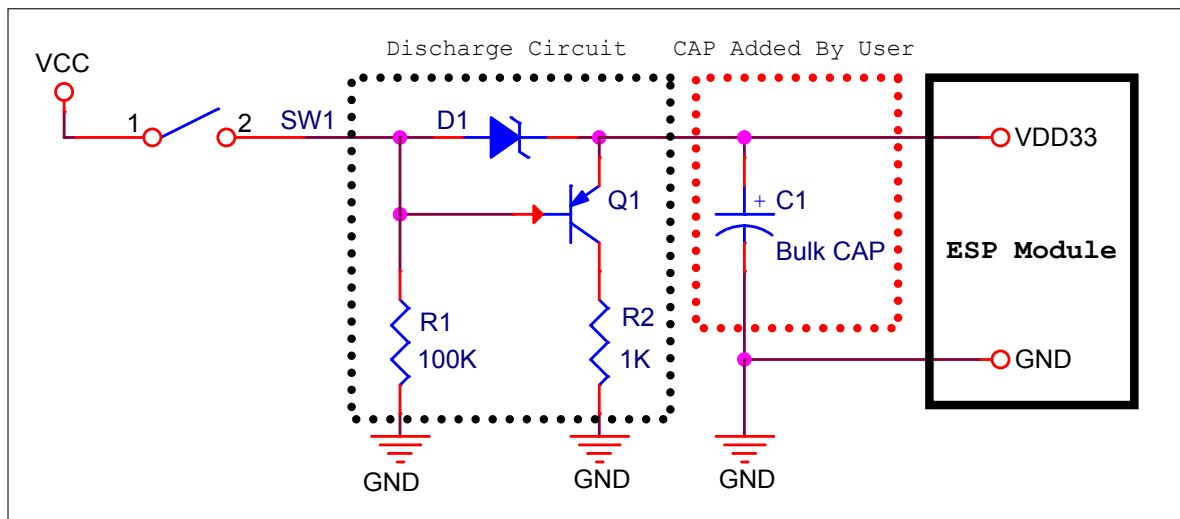 Discharge Circuit
CAP Added By User
VCC
1
2
SW1
D1
VDD33
Q1
+
C1
Bulk CAP
ESP Module
R1
100K
R2
1K
GND
GND
GND
GND